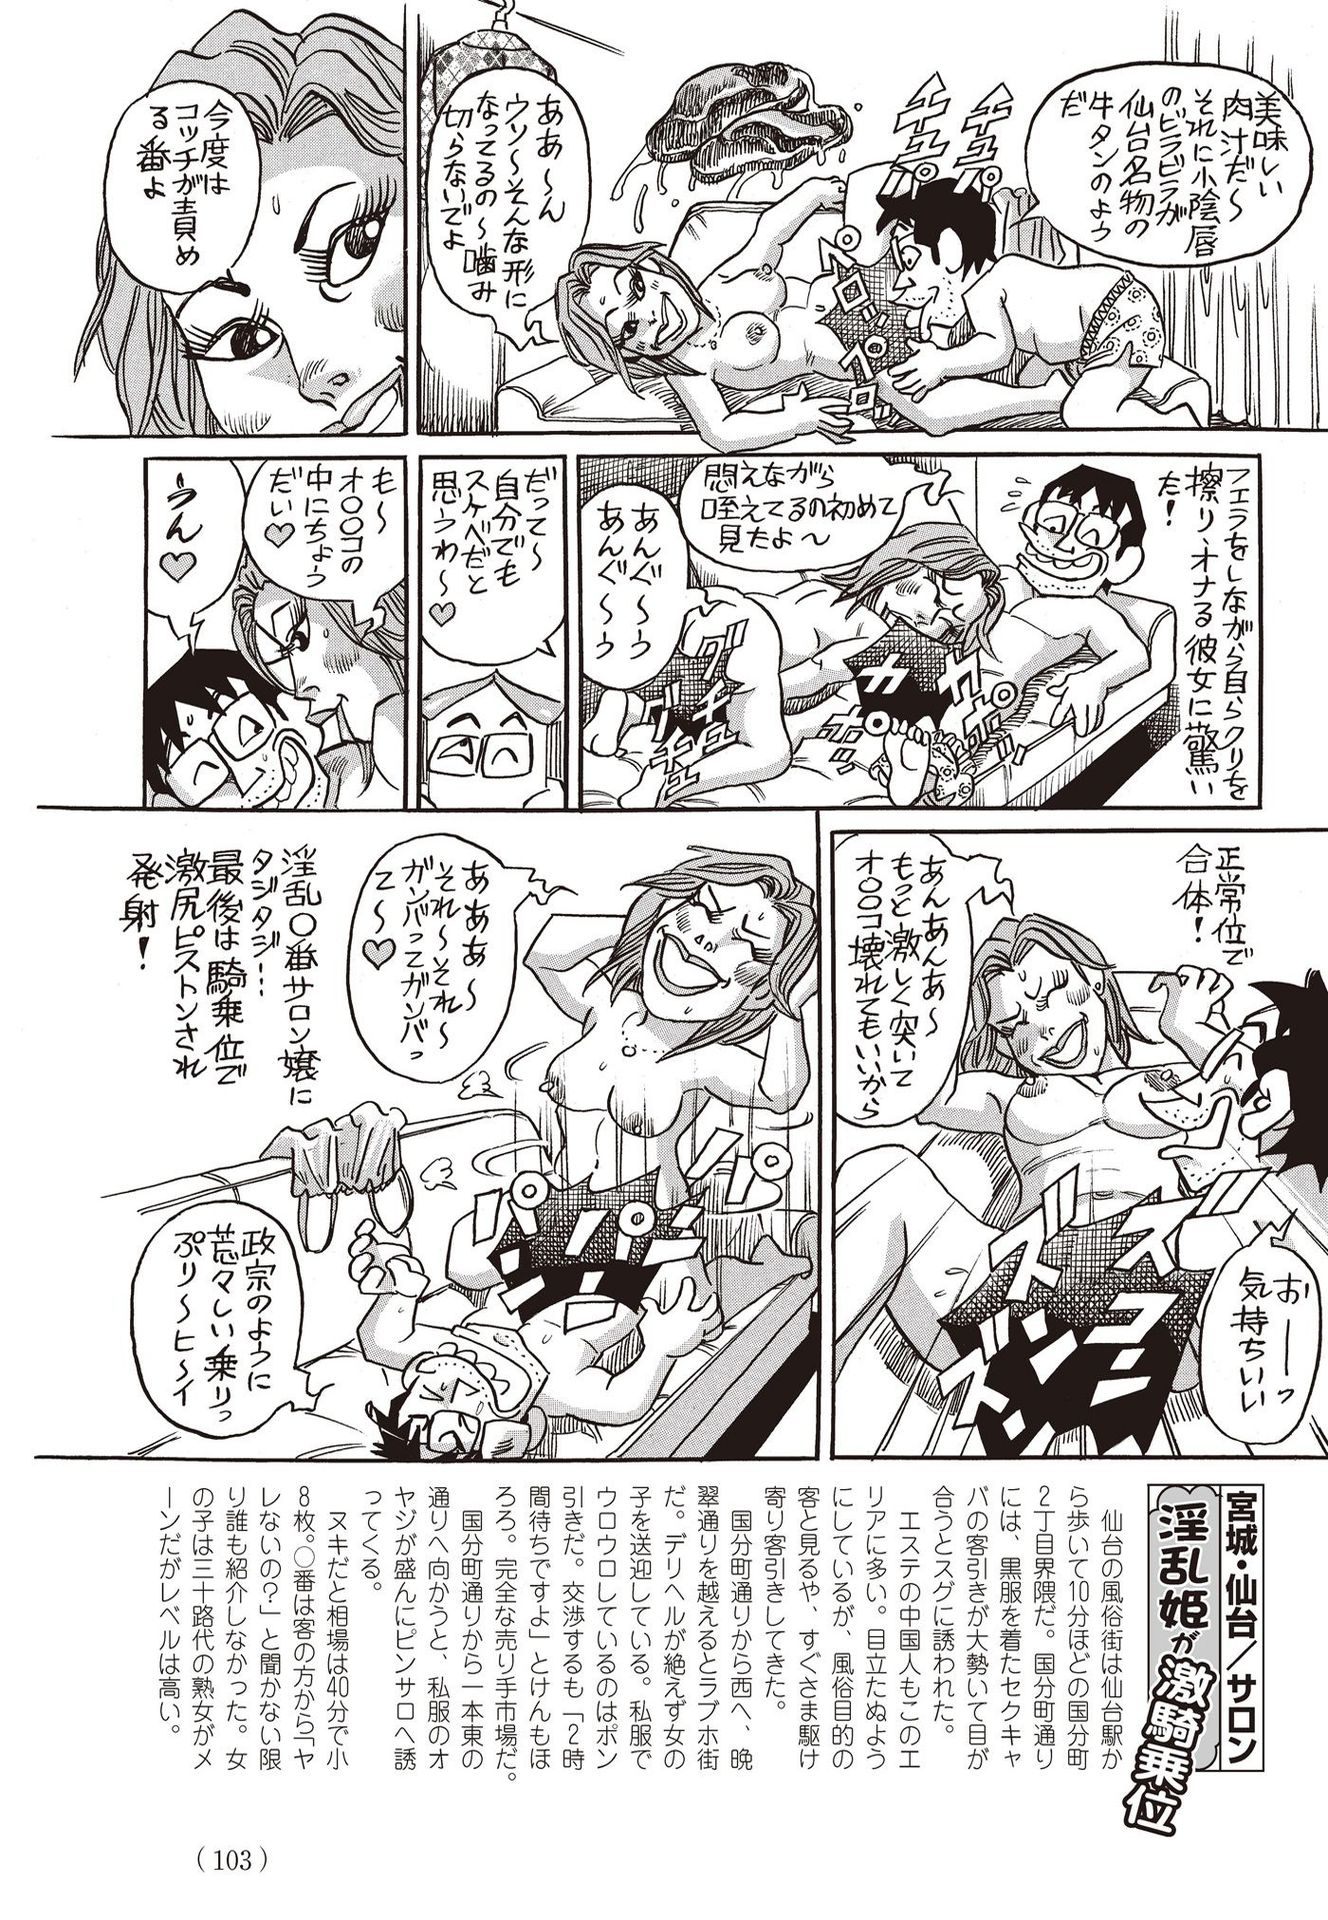 美味しい
肉汁だ〜
それに小陰唇
のビラビラが
仙台名物の
牛タンのよう
だ
チュ
チュ
パ
パ
ペロ
ペロ
ああ〜ん
ウソ〜そんな形に
なってるの〜噛み
切らないでよ
今度は
コッチが責め
る番よ
フェラをしながら自らクリを
擦り、オナる彼女に驚い
た!
悶えながら
咥えてるの初めて
見たよ〜
あんぐ〜ぅ
あんぐ〜ぅ
グチュ
グチュ
カポ
カポ
だって〜
自分でも
スケベだと
思うわ〜♥
も〜
オ〇〇コの
中にちょう
だい♥
うん♥
正常位で
合体!
あんあんあ〜
もっと激しく突いて
オ〇〇コ壊れてもいいから
おーっ
気持ちいい
ズズン
あああ〜
それ〜それ〜
ガンバってガンバっ
て〜♥
淫乱〇番サロン嬢に
タジタジ…
最後は騎乗位で
激尻ピストンされ
発射!
パン
パン
政宗のように
荒々しい乗りっ
ぷり〜ヒ〜イ
宮城・仙台/サロン
淫乱姫が激騎乗位
仙台の風俗街は仙台駅か
ら歩いて10分ほどの国分町
2丁目界隈だ。国分町通り
には、黒服を着たセクキャ
バの客引きが大勢いて目が
合うとスグに誘われた。
エステの中国人もこのエ
リアに多い。目立たぬよう
にしているが、風俗目的の
客と見るや、すぐさま駆け
寄り客引きしてきた。
国分町通りから西へ、晩
翠通りを越えるとラブホ街
だ。デリヘルが絶えず女の
子を送迎している。私服で
ウロウロしているのはポン
引きだ。交渉するも「2時
間待ちですよ」とけんもほ
ろろ。完全な売り手市場だ。
国分町通りから一本東の
通りへ向かうと、私服のオ
ヤジが盛んにピンサロへ誘
ってくる。
ヌキだと相場は40分で小
8枚。〇番は客の方から「ヤ
レないの?」と聞かない限
り誰も紹介しなかった。女
の子は三十路代の熟女がメ
ーンだがレベルは高い。
(103)